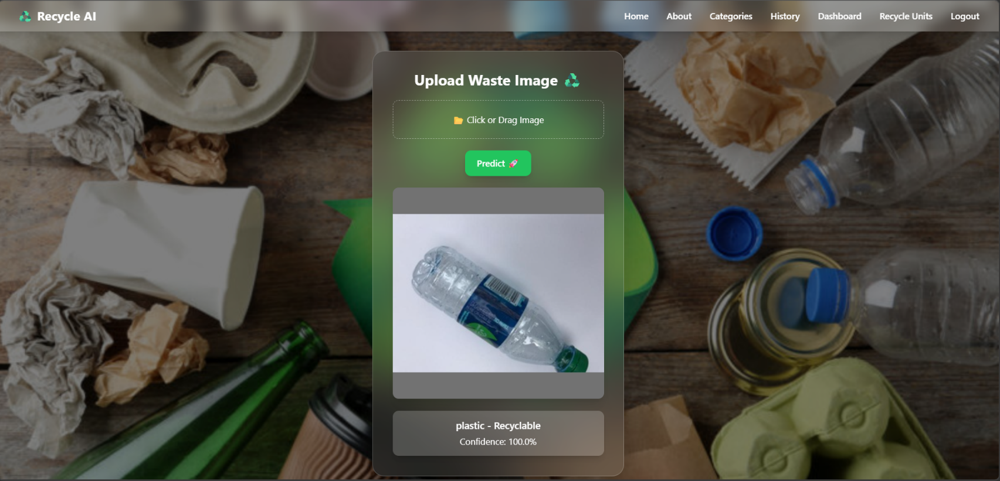 ♻️ Recycle AI
Home About Categories History Dashboard Recycle Units Logout
Upload Waste Image ♻️
📂 Click or Drag Image
Predict 🚀
plastic - Recyclable
Confidence: 100.0%